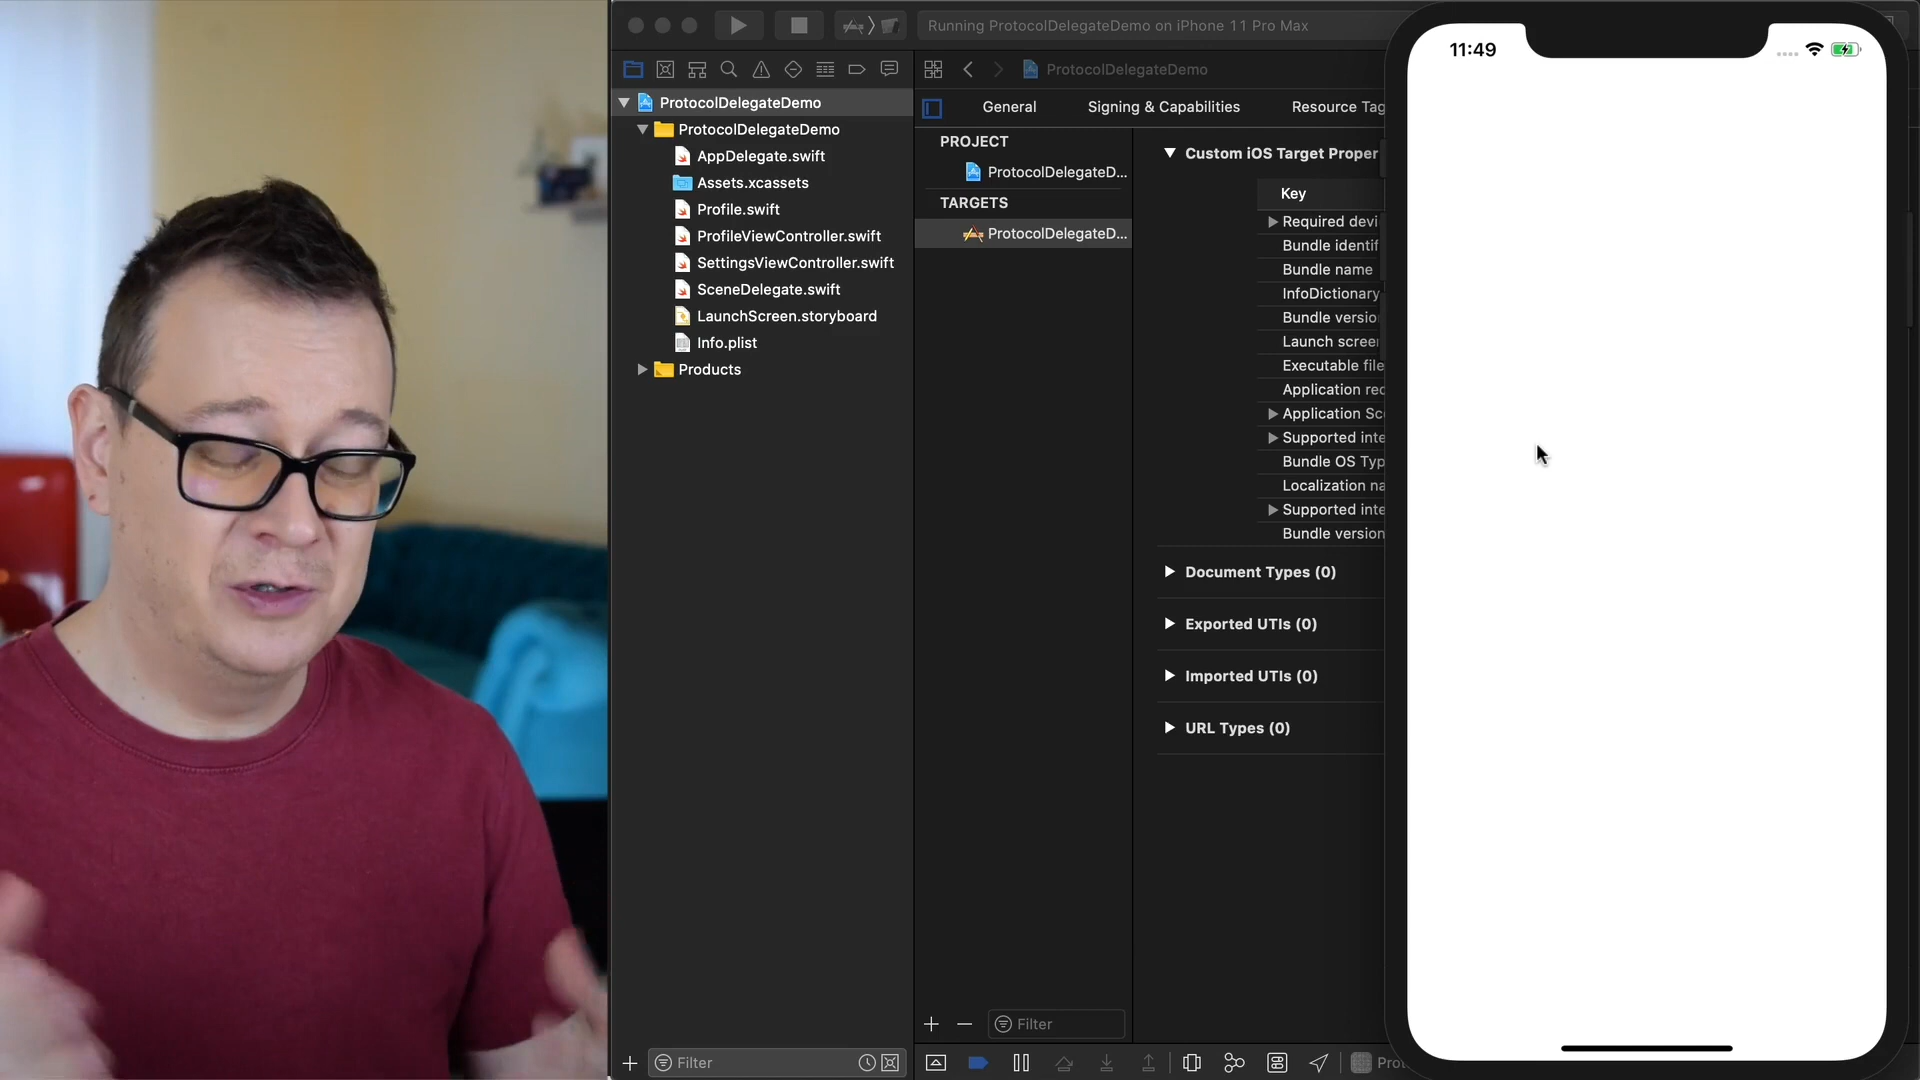 Running ProtocolDelegateDemo on iPhone 11 Pro Max
ProtocolDelegateDemo
ProtocolDelegateDemo
AppDelegate.swift
Assets.xcassets
Profile.swift
ProfileViewController.swift
SettingsViewController.swift
SceneDelegate.swift
LaunchScreen.storyboard
Info.plist
Products
Filter
ProtocolDelegateDemo
General
Signing & Capabilities
Resource Tag
PROJECT
ProtocolDelegateD...
TARGETS
ProtocolDelegateD...
Filter
Custom iOS Target Proper
Key
Required devi
Bundle identif
Bundle name
InfoDictionary
Bundle versio
Launch screen
Executable file
Application req
Application Sc
Supported inte
Bundle OS Typ
Localization na
Supported inte
Bundle version
Document Types (0)
Exported UTIs (0)
Imported UTIs (0)
URL Types (0)
Prot
11:49